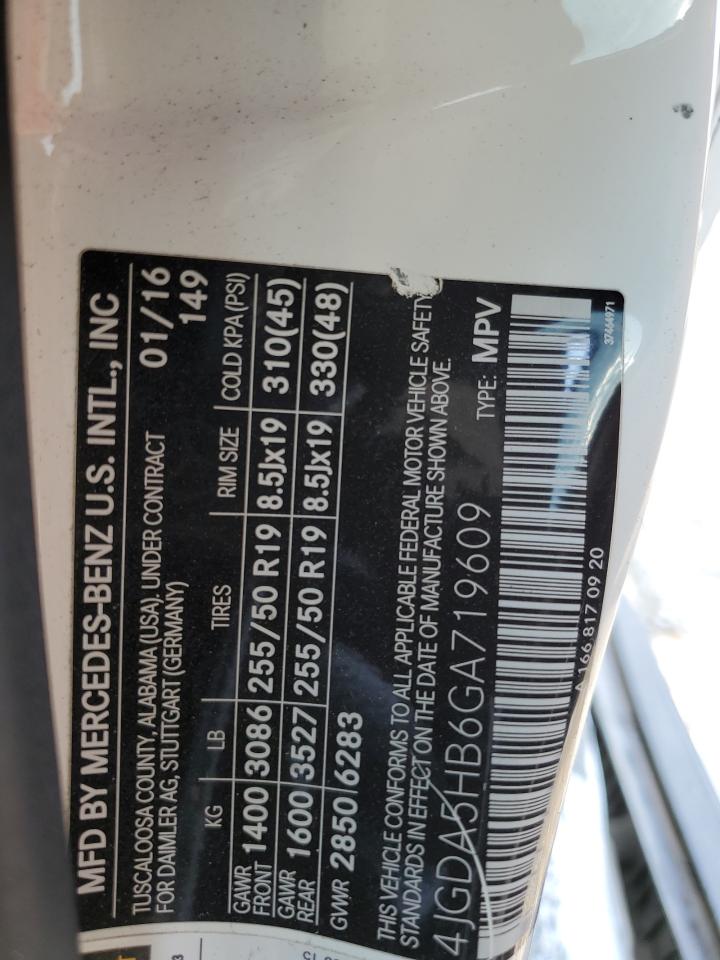 MFD BY MERCEDES-BENZ U.S. INTL., INC
TUSCALOOSA COUNTY, ALABAMA (USA). UNDER CONTRACT 01/16
FOR DAIMLER AG, STUTTGART (GERMANY) 149
KG LB TIRES RIM SIZE COLD KPA (PSI)
GAWR FRONT 1400 3086 255/50 R19 8.5Jx19 310(45)
GAWR REAR 1600 3527 255/50 R19 8.5Jx19 330(48)
GVWR 2850 6283
THIS VEHICLE CONFORMS TO ALL APPLICABLE FEDERAL MOTOR VEHICLE SAFETY
STANDARDS IN EFFECT ON THE DATE OF MANUFACTURE SHOWN ABOVE.
4JGDA5HB6GA719609 TYPE: MPV
A 166 817 09 20 37464971